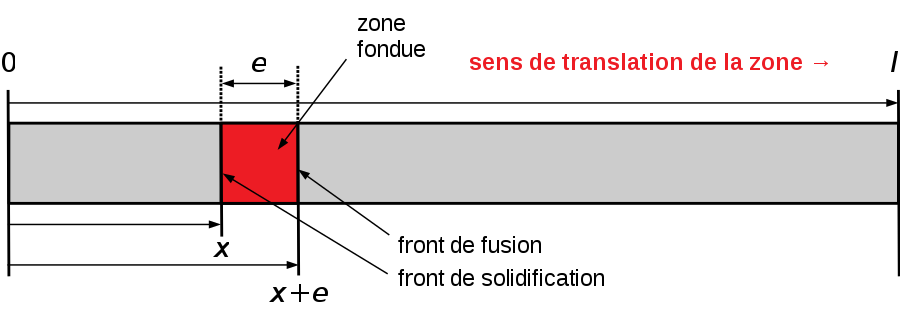 zone
fondue
0
e
sens de translation de la zone →
l
x
front de fusion
front de solidification
x+e